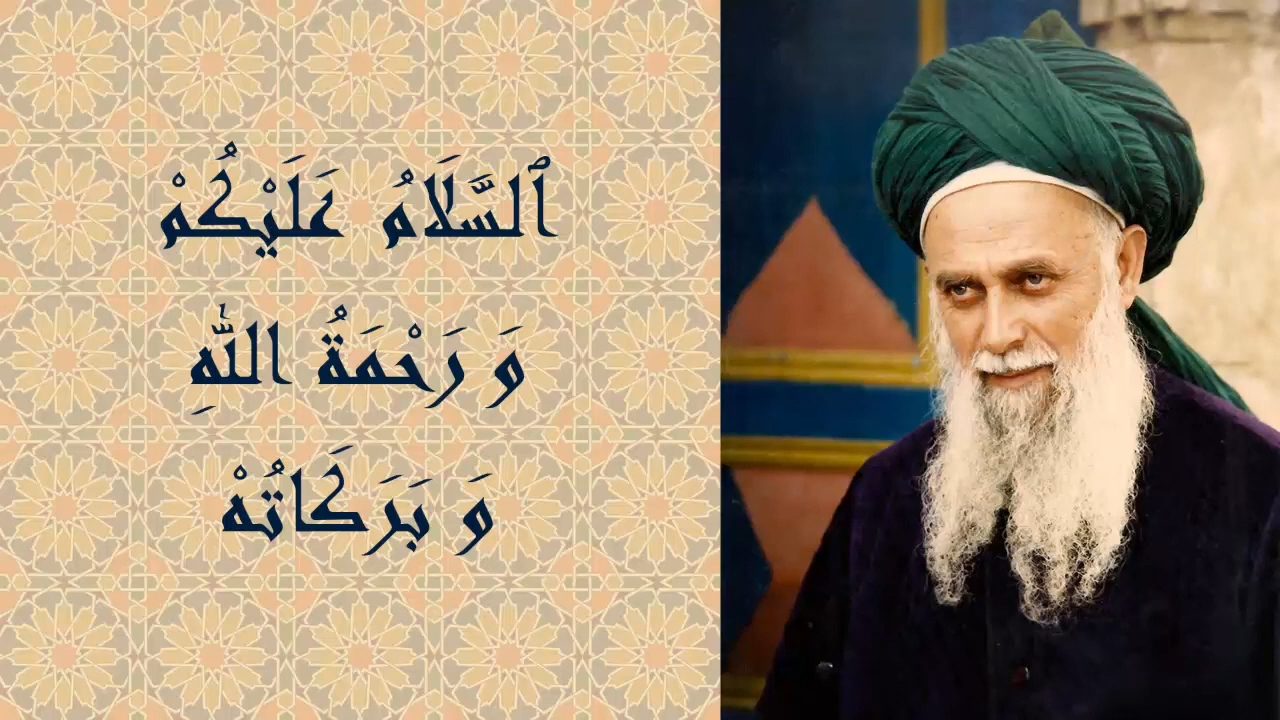 ٱلسَّلَامُ عَلَيْكُمْ
وَ رَحْمَةُ اللّٰهِ
وَ بَرَكَاتُهْ